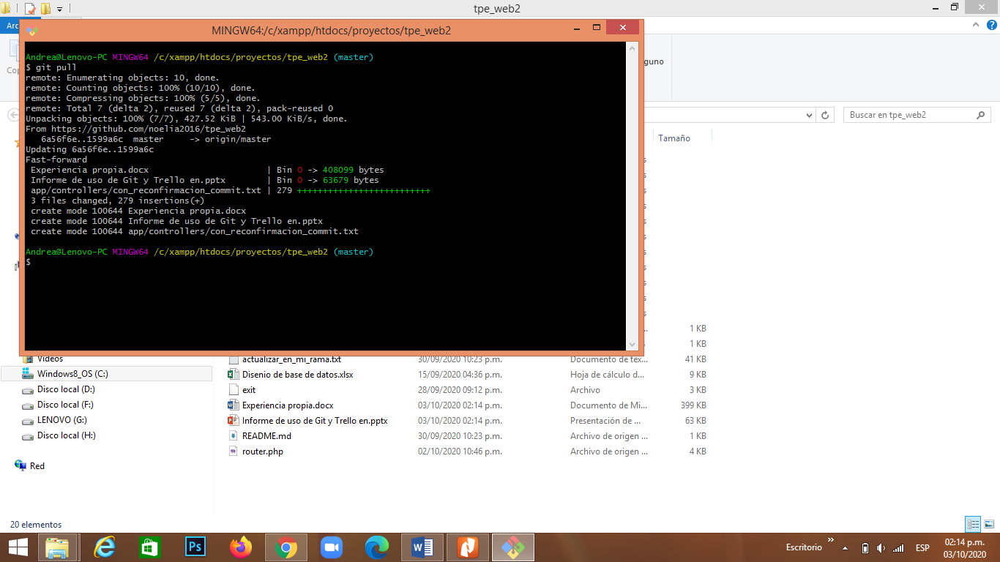 tpe_web2
Arc
MINGW64:/c/xampp/htdocs/proyectos/tpe_web2
Andrea@Lenovo-PC MINGW64 /c/xampp/htdocs/proyectos/tpe_web2 (master)
$ git pull
remote: Enumerating objects: 10, done.
remote: Counting objects: 100% (10/10), done.
remote: Compressing objects: 100% (5/5), done.
remote: Total 7 (delta 2), reused 7 (delta 2), pack-reused 0
Unpacking objects: 100% (7/7), 427.52 KiB | 543.00 KiB/s, done.
From https://github.com/noelia2016/tpe_web2
6a56f6e..1599a6c master -> origin/master
Updating 6a56f6e..1599a6c
Fast-forward
Experiencia propia.docx | Bin 0 -> 408099 bytes
Informe de uso de Git y Trello en.pptx | Bin 0 -> 63679 bytes
app/controllers/con_reconfirmacion_commit.txt | 279 ++++++++++++++++++++++++++
3 files changed, 279 insertions(+)
create mode 100644 Experiencia propia.docx
create mode 100644 Informe de uso de Git y Trello en.pptx
create mode 100644 app/controllers/con_reconfirmacion_commit.txt
Andrea@Lenovo-PC MINGW64 /c/xampp/htdocs/proyectos/tpe_web2 (master)
$
Cop
guno
Buscar en tpe_web2
Tamaño
1 KB
1 KB
Vídeos
Windows8_OS (C:)
Disco local (D:)
Disco local (F:)
LENOVO (G:)
Disco local (H:)
Red
actualizar_en_mi_rama.txt 30/09/2020 10:23 p.m. Documento de tex... 41 KB
Disenio de base de datos.xlsx 15/09/2020 04:36 p.m. Hoja de cálculo d... 9 KB
exit 28/09/2020 09:12 p.m. Archivo 3 KB
Experiencia propia.docx 03/10/2020 02:14 p.m. Documento de Mi... 399 KB
Informe de uso de Git y Trello en.pptx 03/10/2020 02:14 p.m. Presentación de ... 63 KB
README.md 30/09/2020 10:23 p.m. Archivo de origen ... 1 KB
router.php 02/10/2020 10:46 p.m. Archivo de origen ... 4 KB
20 elementos
Ps
Escritorio
ESP
02:14 p.m.
03/10/2020